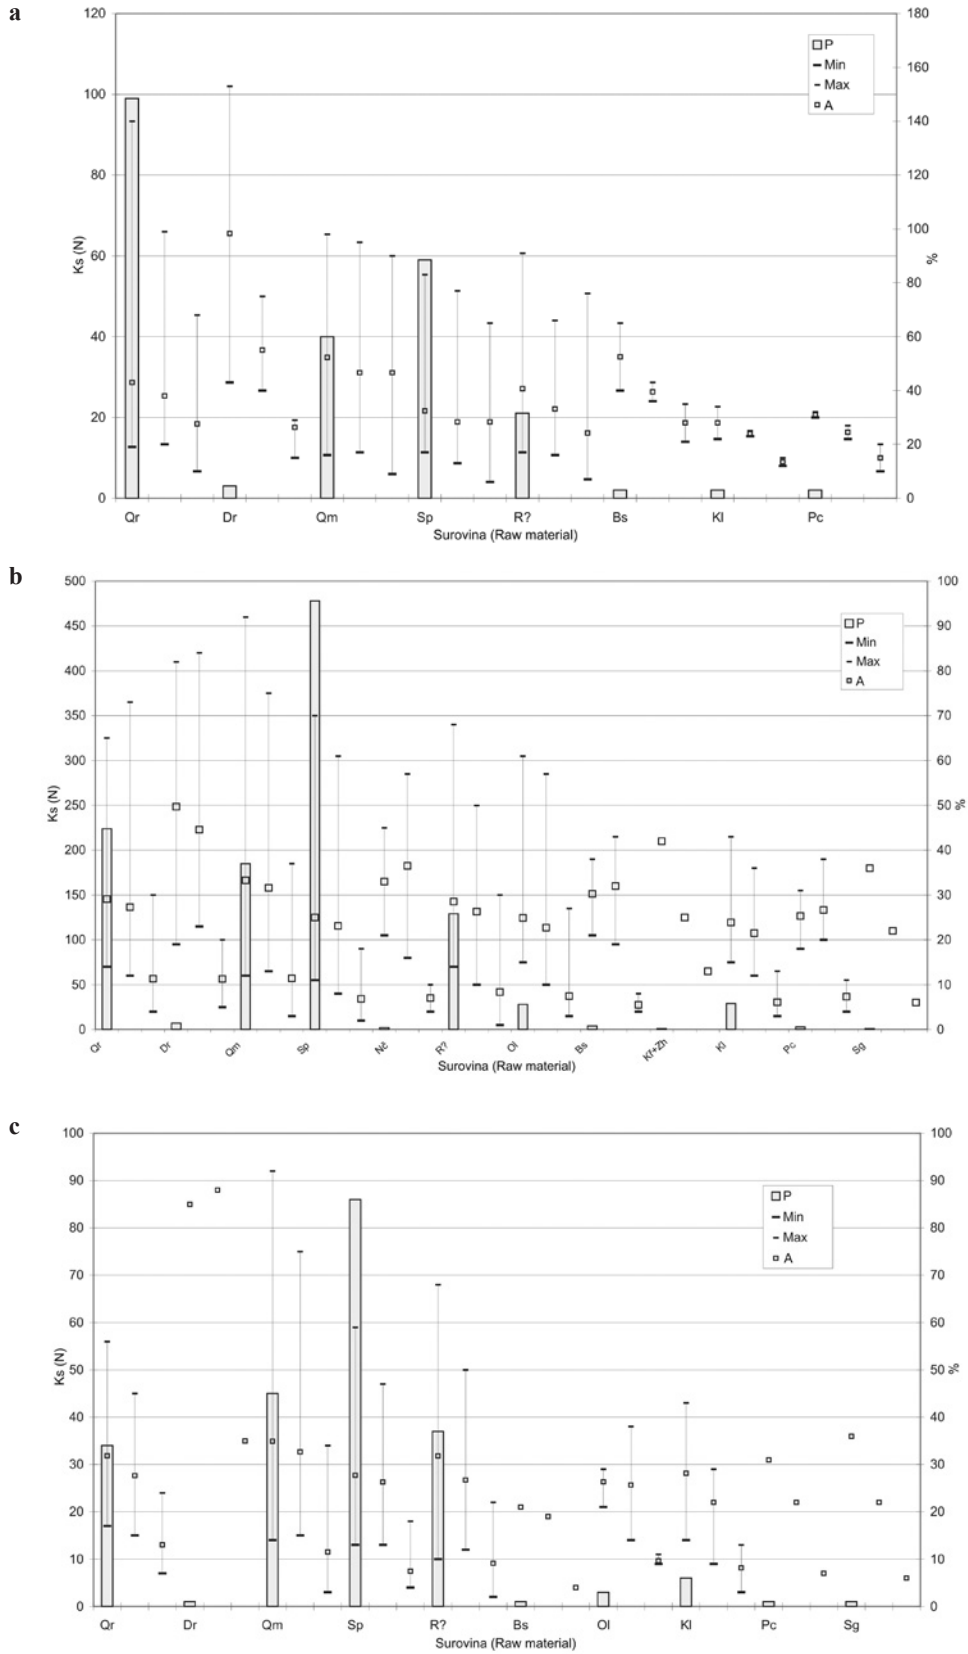 a
120
100
80
60
40
20
0
Ks (N)
180
160
140
120
100
80
60
40
20
0
%
P
Min
Max
A
Qr Dr Qm Sp R? Bs Kl Pc
Surovina (Raw material)
b
500
450
400
350
300
250
200
150
100
50
0
Ks (N)
100
90
80
70
60
50
40
30
20
10
0
%
P
Min
Max
A
Qr Dr Qm Sp Nč R? Ol Bs Kř+Zh Kl Pc Sg
Surovina (Raw material)
c
100
90
80
70
60
50
40
30
20
10
0
Ks (N)
100
90
80
70
60
50
40
30
20
10
0
%
P
Min
Max
A
Qr Dr Qm Sp R? Bs Ol Kl Pc Sg
Surovina (Raw material)